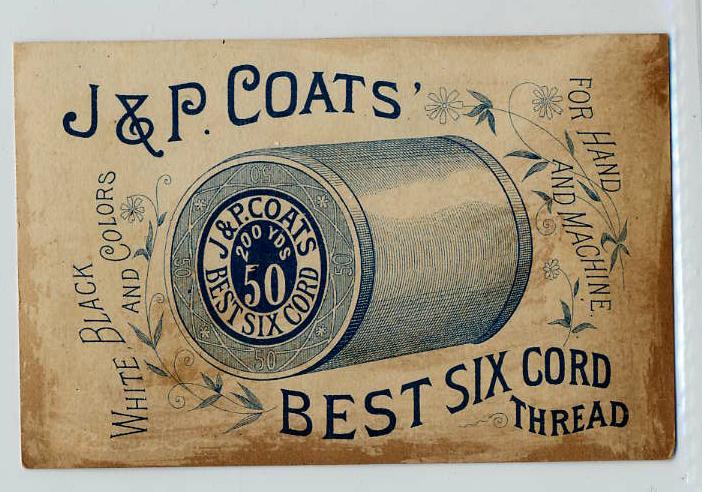 J & P. COATS'
FOR HAND
AND MACHINE.
WHITE, BLACK
AND COLORS
50
50
50
50
J. & P. COATS
200 YDS
50
BEST SIX CORD
BEST SIX CORD
THREAD